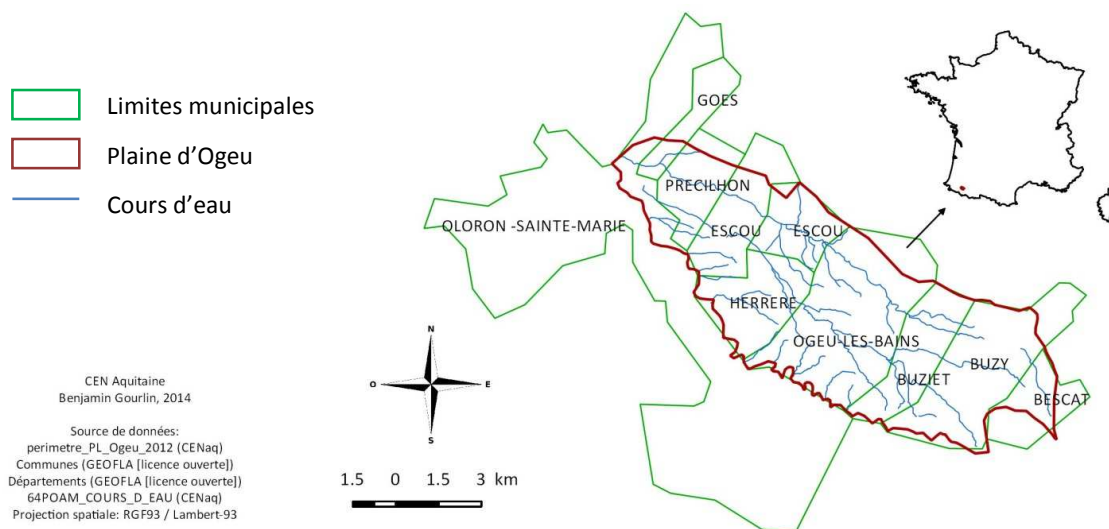 Limites municipales
Plaine d'Ogeu
Cours d'eau
GOES
PRECILHON
OLORON -SAINTE-MARIE
ESCOU
ESCOU
HERRERE
OGEU-LES-BAINS
BUZY
BUZIET
BESCAT
N
O
E
S
CEN Aquitaine
Benjamin Gourlin, 2014
Source de données:
perimetre_PL_Ogeu_2012 (CENaq)
Communes (GEOFLA [licence ouverte])
Départements (GEOFLA [licence ouverte])
64POAM_COURS_D_EAU (CENaq)
Projection spatiale: RGF93 / Lambert-93
1.5 0 1.5 3 km